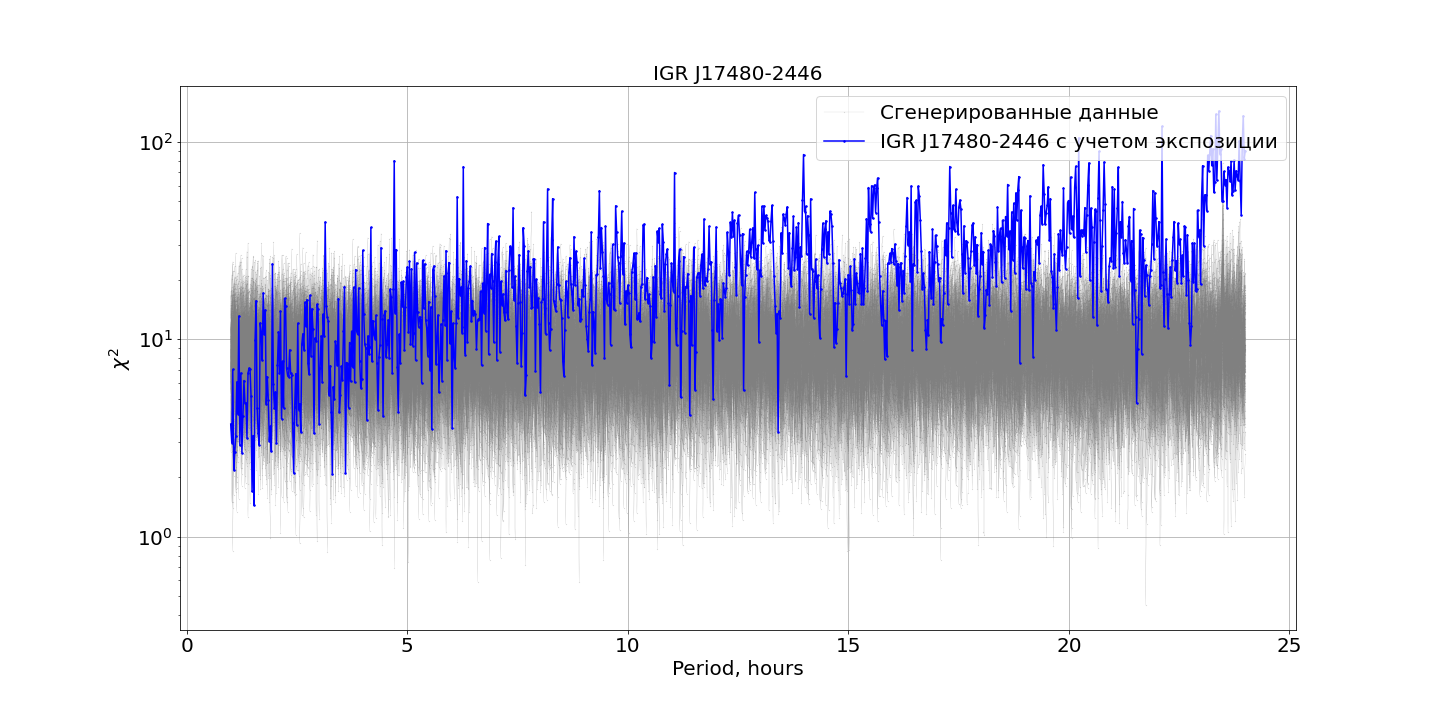 IGR J17480-2446
Сгенерированные данные
IGR J17480-2446 с учетом экспозиции
10²
10¹
10⁰
χ²
0 5 10 15 20 25
Period, hours